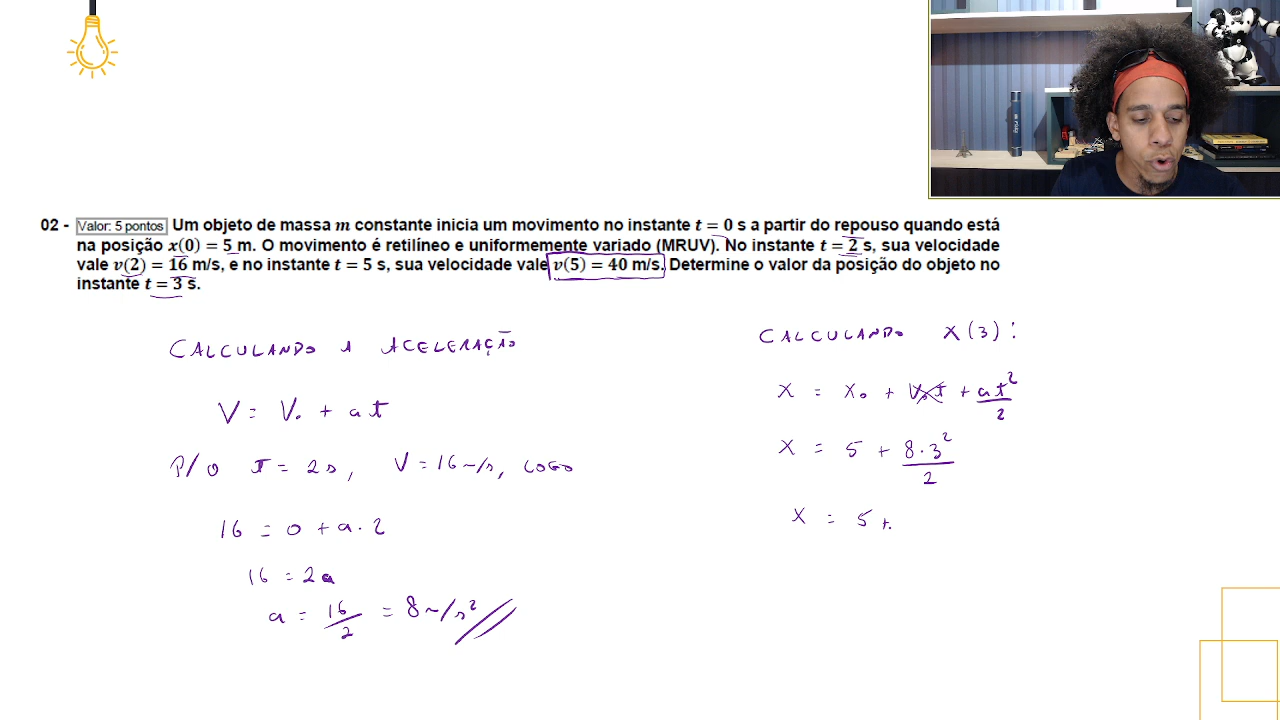 02 - Valor: 5 pontos Um objeto de massa m constante inicia um movimento no instante t = 0 s a partir do repouso quando está
na posição x(0) = 5 m. O movimento é retilíneo e uniformemente variado (MRUV). No instante t = 2 s, sua velocidade
vale v(2) = 16 m/s, e no instante t = 5 s, sua velocidade vale v(5) = 40 m/s. Determine o valor da posição do objeto no
instante t = 3 s.
CALCULANDO A ACELERAÇÃO
V = V₀ + at
P/ O t = 2s, V = 16 m/s, LOGO
16 = 0 + a · 2
16 = 2a
a = 16/2 = 8 m/s²
CALCULANDO X(3):
X = X₀ + V₀t + at²/2
X = 5 + 8·3²/2
X = 5 +